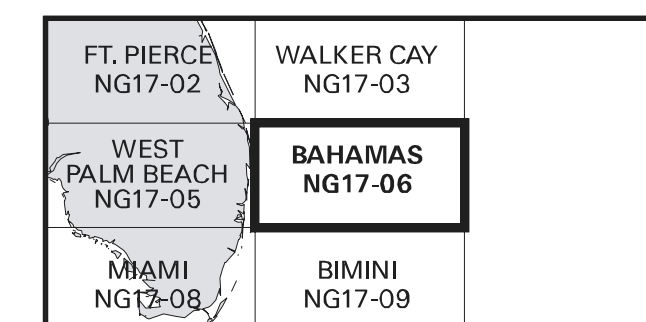 FT. PIERCE
NG17-02
WALKER CAY
NG17-03
WEST
PALM BEACH
NG17-05
BAHAMAS
NG17-06
MIAMI
NG17-08
BIMINI
NG17-09